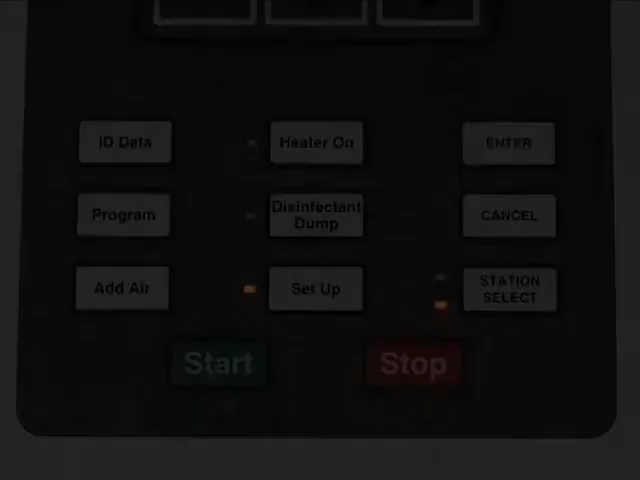 iD Data
Heater On
ENTER
Program
Disinfectant
Dump
CANCEL
Add Air
Set Up
STATION
SELECT
Start
Stop